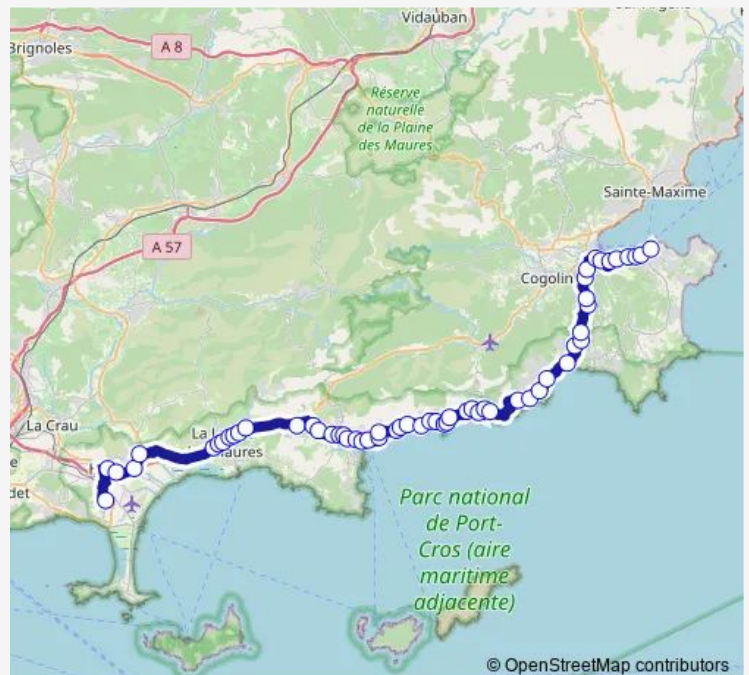 Vidauban
Brignoles
A 8
Réserve
naturelle
de la Plaine
des Maures
Sainte-Maxime
A 57
Cogolin
La Crau
La L
aures
Parc national
de Port-
Cros (aire
maritime
adjacente)
© OpenStreetMap contributors